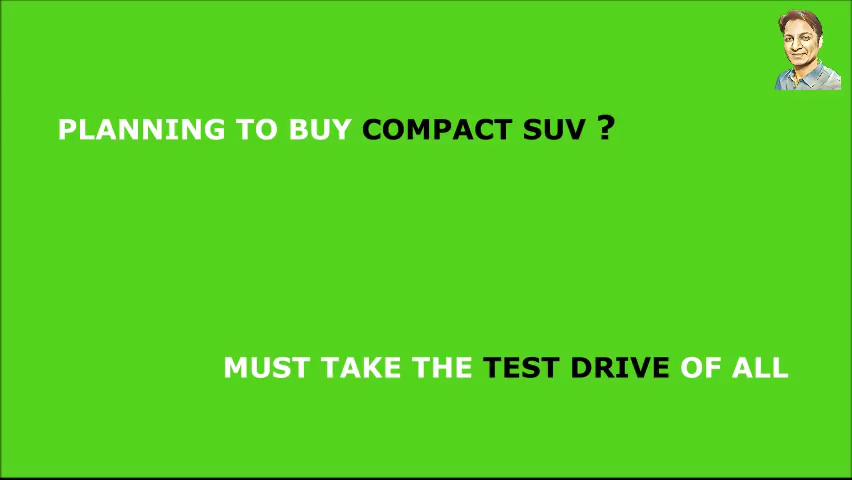 PLANNING TO BUY COMPACT SUV ?
MUST TAKE THE TEST DRIVE OF ALL